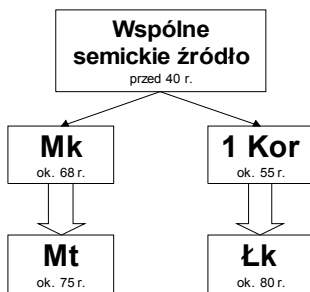 Wspólne
semickie źródło
przed 40 r.
Mk
ok. 68 r.
1 Kor
ok. 55 r.
Mt
ok. 75 r.
Łk
ok. 80 r.